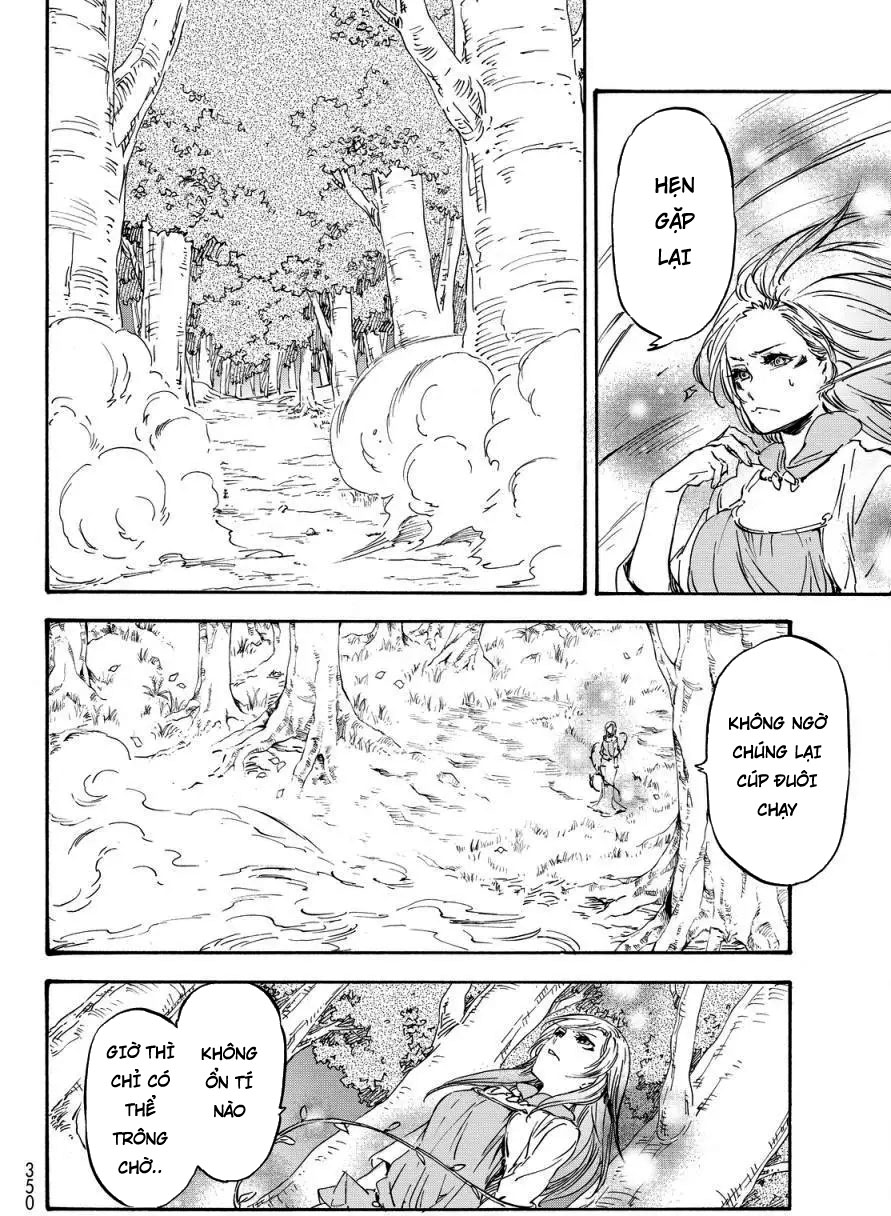 HẸN
GẶP
LẠI
KHÔNG NGỜ
CHÚNG LẠI
CÚP ĐUÔI
CHẠY
KHÔNG
ỔN TÍ
NÀO
GIỜ THÌ
CHỈ CÓ
THỂ
TRÔNG
CHỜ..
350